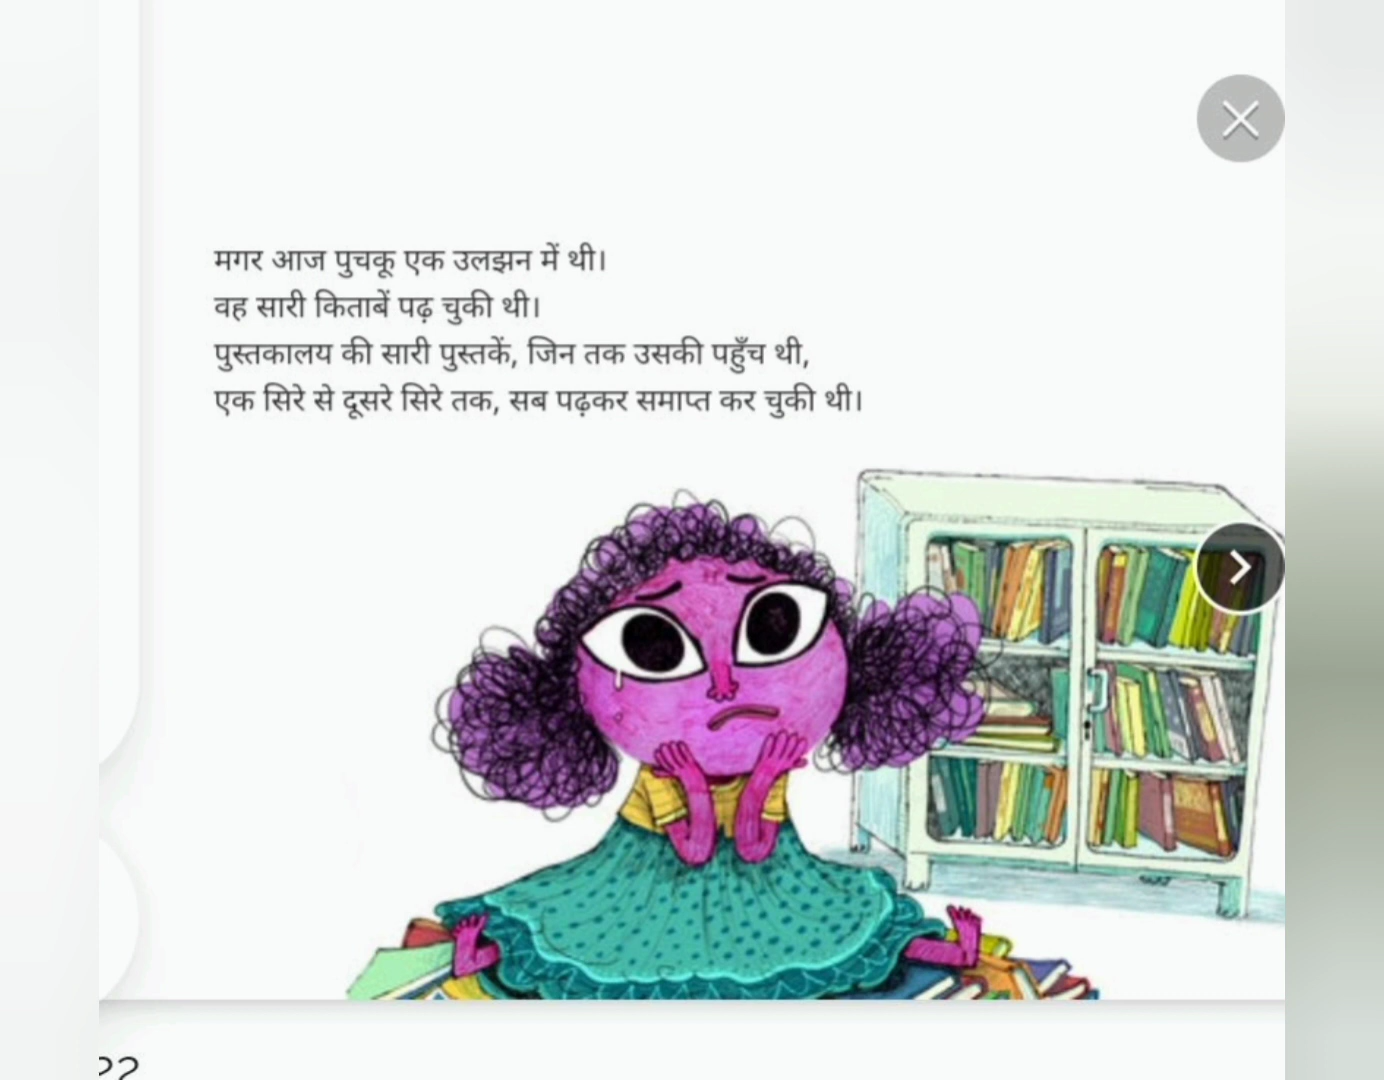 मगर आज पुचकू एक उलझन में थी।
वह सारी किताबें पढ़ चुकी थी।
पुस्तकालय की सारी पुस्तकें, जिन तक उसकी पहुँच थी,
एक सिरे से दूसरे सिरे तक, सब पढ़कर समाप्त कर चुकी थी।
??